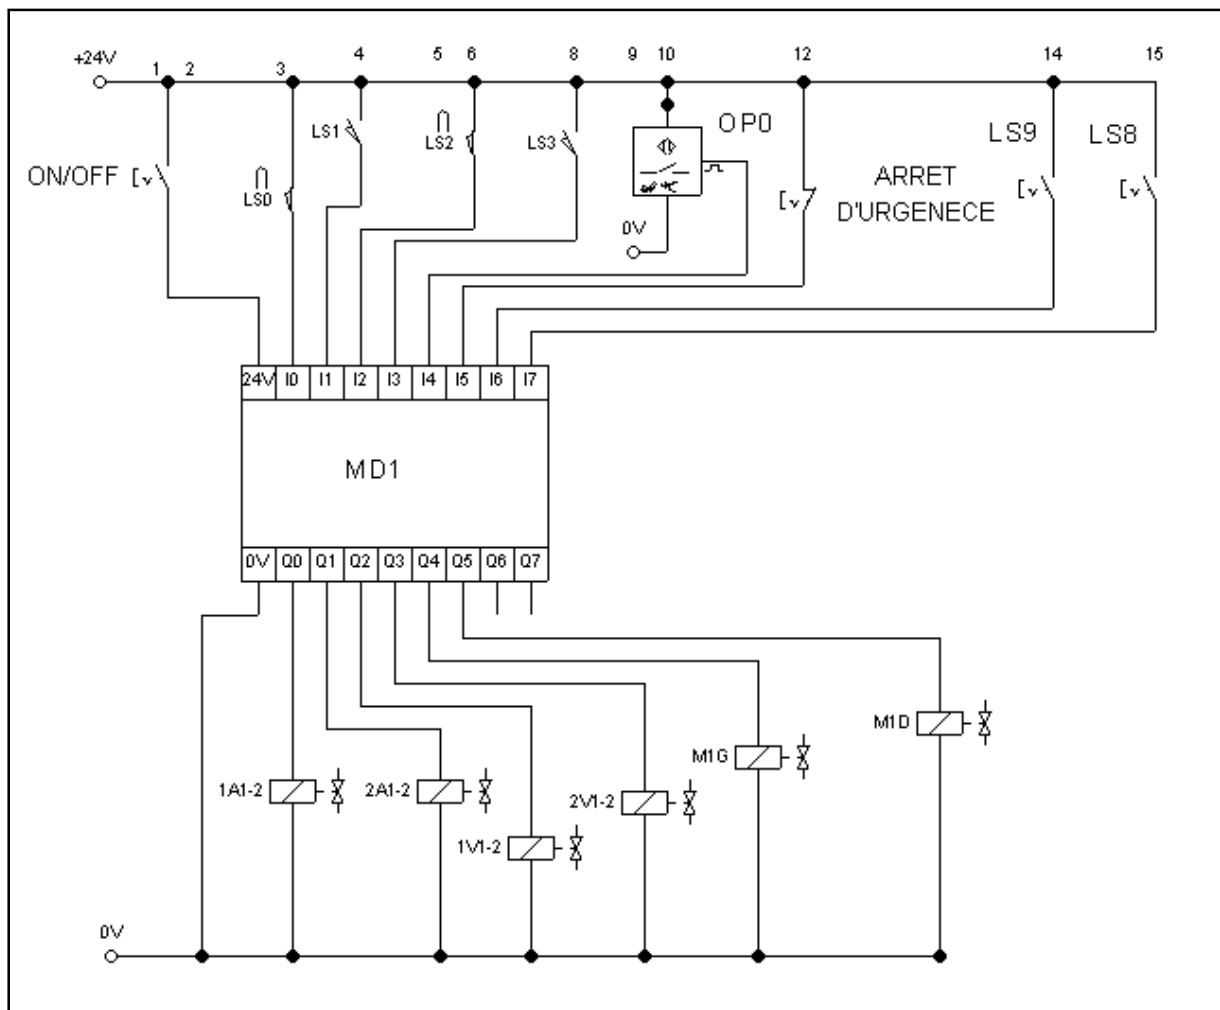 +24V 1 2 3 4 5 6 8 9 10 12 14 15
ON/OFF
LS0
LS1
LS2
LS3
OP0
0V
ARRET
D'URGENECE
LS9
LS8
24V I0 I1 I2 I3 I4 I5 I6 I7
MD1
0V Q0 Q1 Q2 Q3 Q4 Q5 Q6 Q7
1A1-2
2A1-2
1V1-2
2V1-2
M1G
M1D
0V